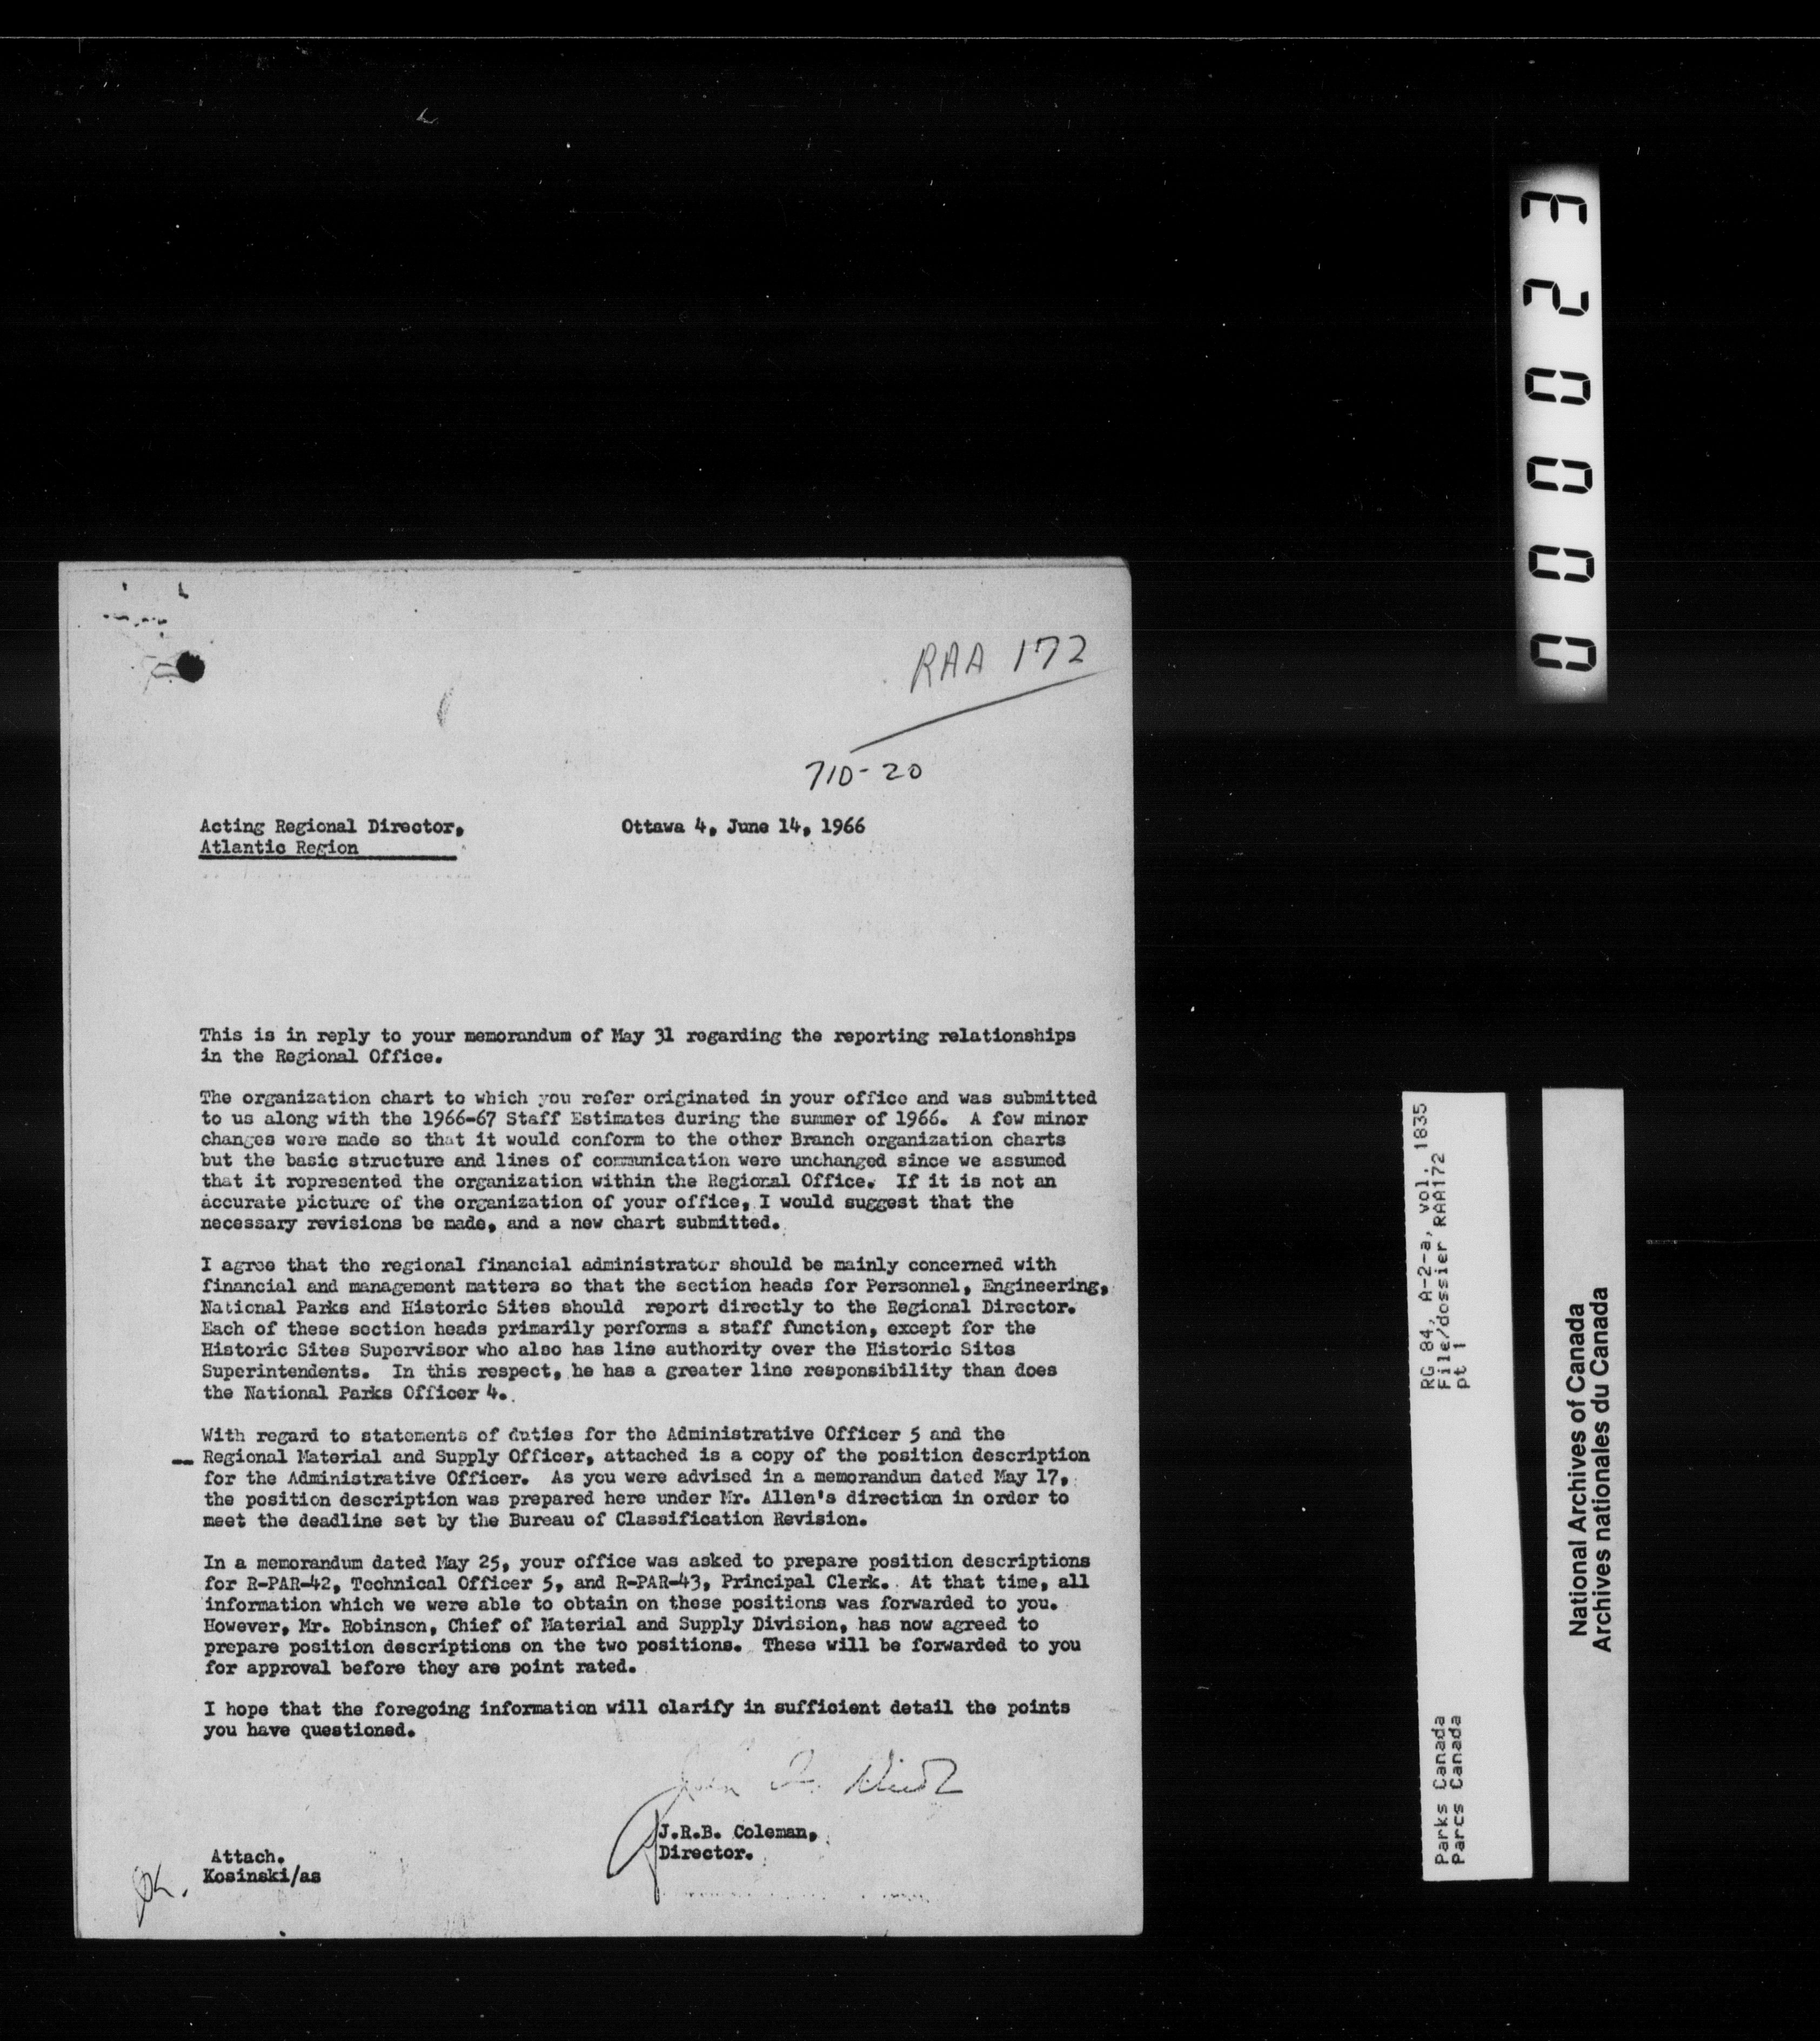 RAA 172
710-20
Acting Regional Director,
Atlantic Region
Ottawa 4, June 14, 1966
This is in reply to your memorandum of May 31 regarding the reporting relationships
in the Regional Office.
The organization chart to which you refer originated in your office and was submitted
to us along with the 1966-67 Staff Estimates during the summer of 1966. A few minor
changes were made so that it would conform to the other Branch organization charts
but the basic structure and lines of communication were unchanged since we assumed
that it represented the organization within the Regional Office. If it is not an
accurate picture of the organization of your office, I would suggest that the
necessary revisions be made, and a new chart submitted.
I agree that the regional financial administrator should be mainly concerned with
financial and management matters so that the section heads for Personnel, Engineering,
National Parks and Historic Sites should report directly to the Regional Director.
Each of these section heads primarily performs a staff function, except for the
Historic Sites Supervisor who also has line authority over the Historic Sites
Superintendents. In this respect, he has a greater line responsibility than does
the National Parks Officer 4.
With regard to statements of duties for the Administrative Officer 5 and the
Regional Material and Supply Officer, attached is a copy of the position description
for the Administrative Officer. As you were advised in a memorandum dated May 17,
the position description was prepared here under Mr. Allen's direction in order to
meet the deadline set by the Bureau of Classification Revision.
In a memorandum dated May 25, your office was asked to prepare position descriptions
for R-PAR-42, Technical Officer 5, and R-PAR-43, Principal Clerk. At that time, all
information which we were able to obtain on these positions was forwarded to you.
However, Mr. Robinson, Chief of Material and Supply Division, has now agreed to
prepare position descriptions on the two positions. These will be forwarded to you
for approval before they are point rated.
I hope that the foregoing information will clarify in sufficient detail the points
you have questioned.
J.R.B. Coleman,
Director.
Attach.
Kosinski/as
000023
RG 84, A-2-a, vol. 1835
File/dossier RAA172
pt 1
Parks Canada
Parcs Canada
National Archives of Canada
Archives nationales du Canada